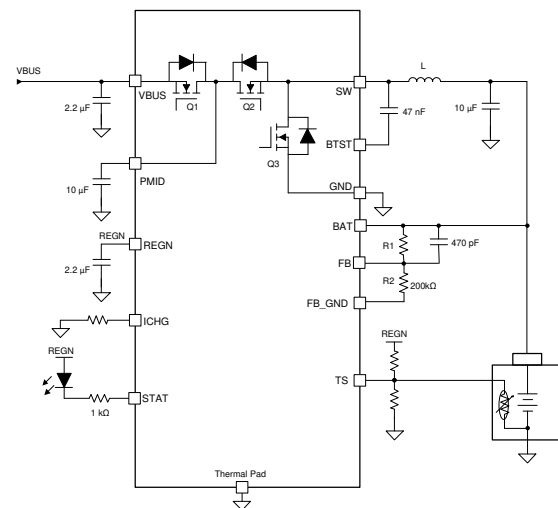 VBUS
2.2 µF
VBUS
Q1
Q2
SW
L
47 nF
10 µF
Q3
BTST
PMID
10 µF
GND
BAT
REGN
REGN
2.2 µF
R1
470 pF
FB
R2
200kΩ
FB_GND
ICHG
REGN
REGN
TS
STAT
1 kΩ
Thermal Pad